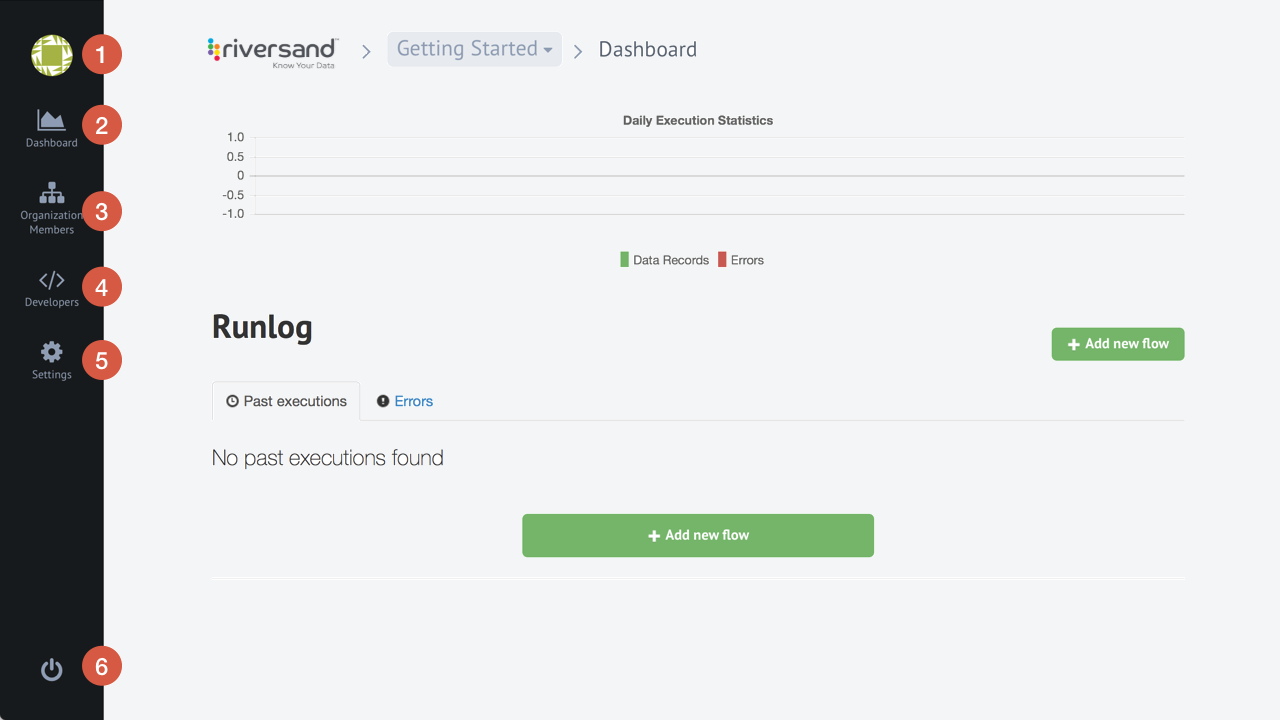 1
2
Dashboard
3
Organization
Members
4
Developers
5
Settings
6
riversand™
Know Your Data
Getting Started
Dashboard
Daily Execution Statistics
1.0
0.5
0
-0.5
-1.0
Data Records Errors
Runlog
Add new flow
Past executions Errors
No past executions found
Add new flow